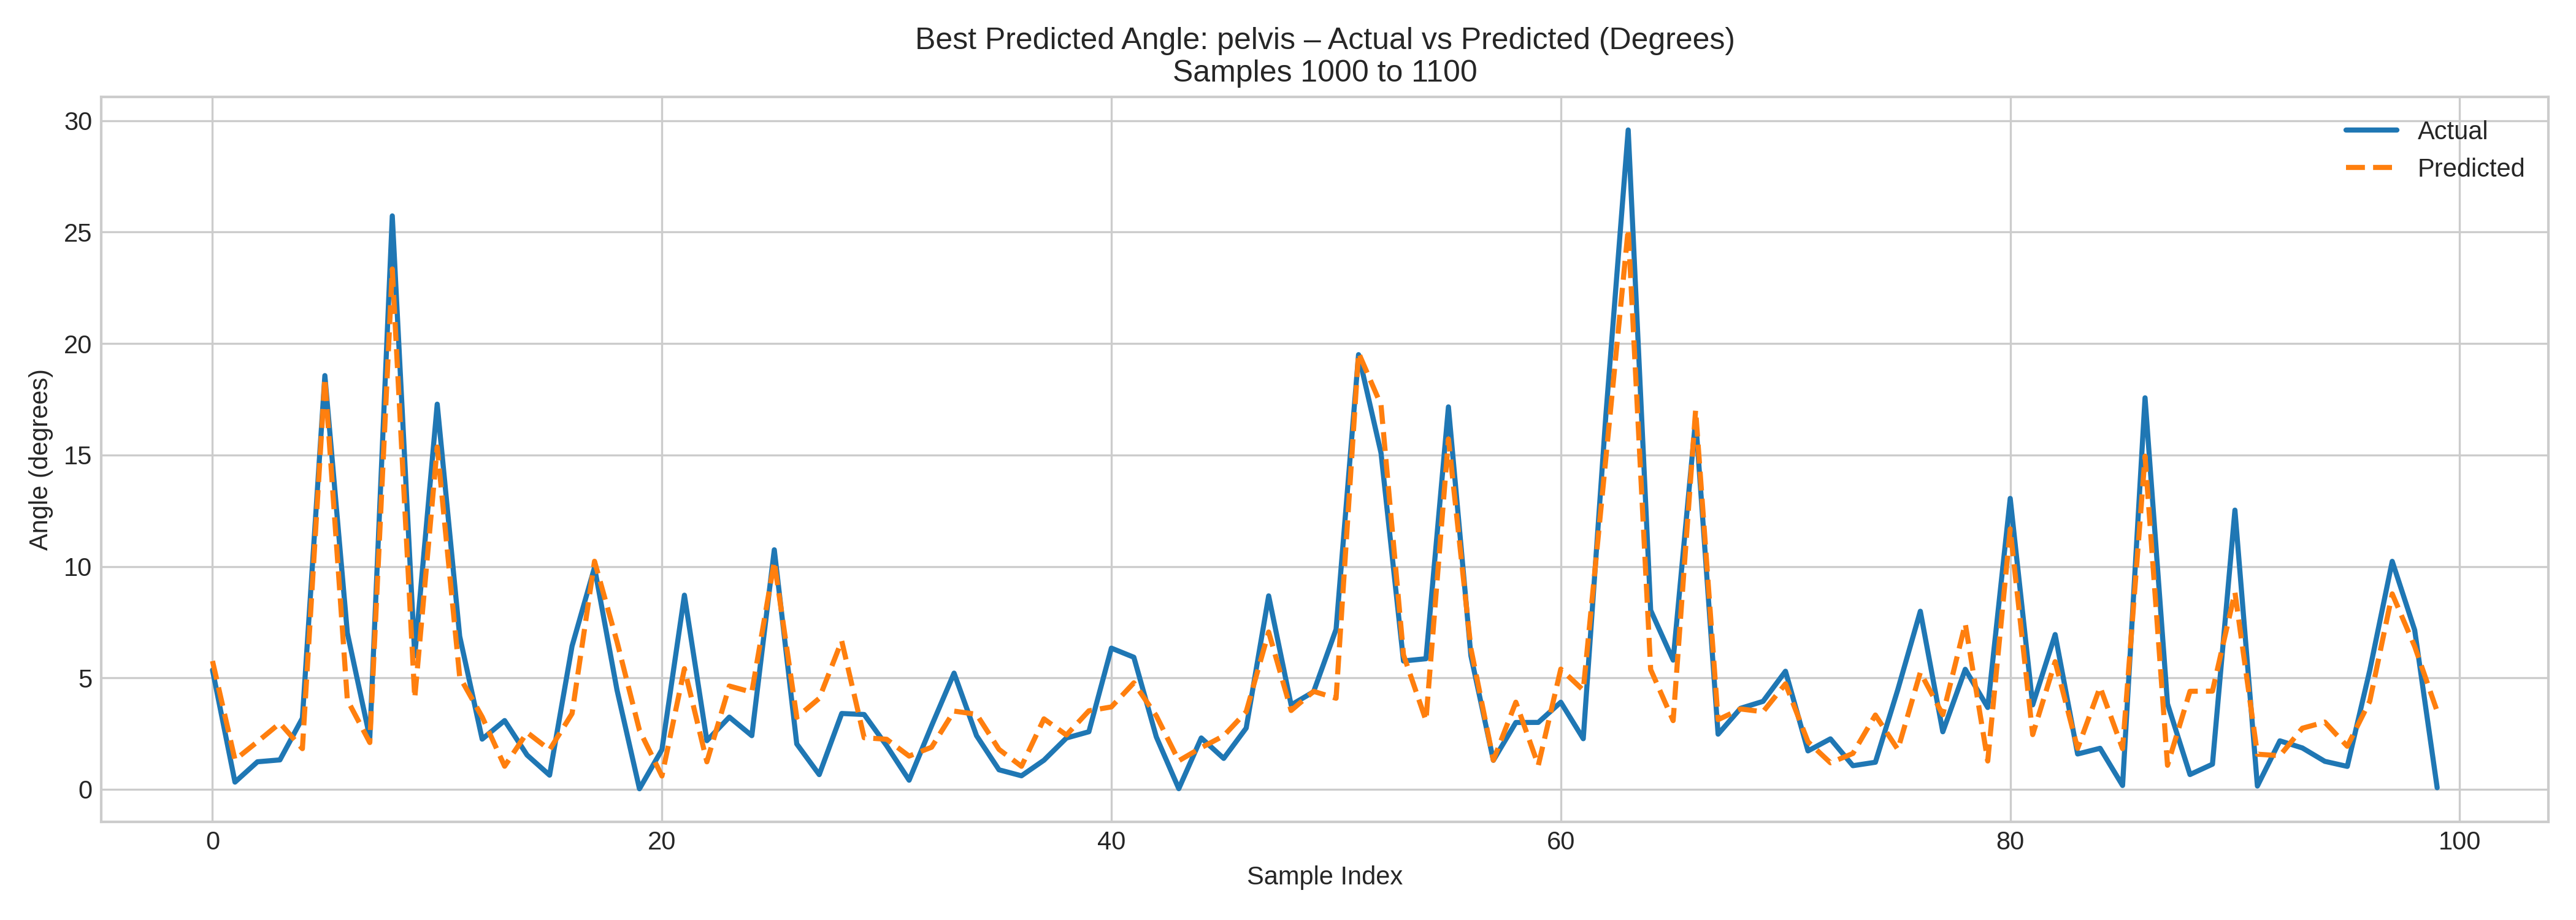 Best Predicted Angle: pelvis – Actual vs Predicted (Degrees)
Samples 1000 to 1100
30
25
20
15
10
5
0
Angle (degrees)
Actual
Predicted
0 20 40 60 80 100
Sample Index